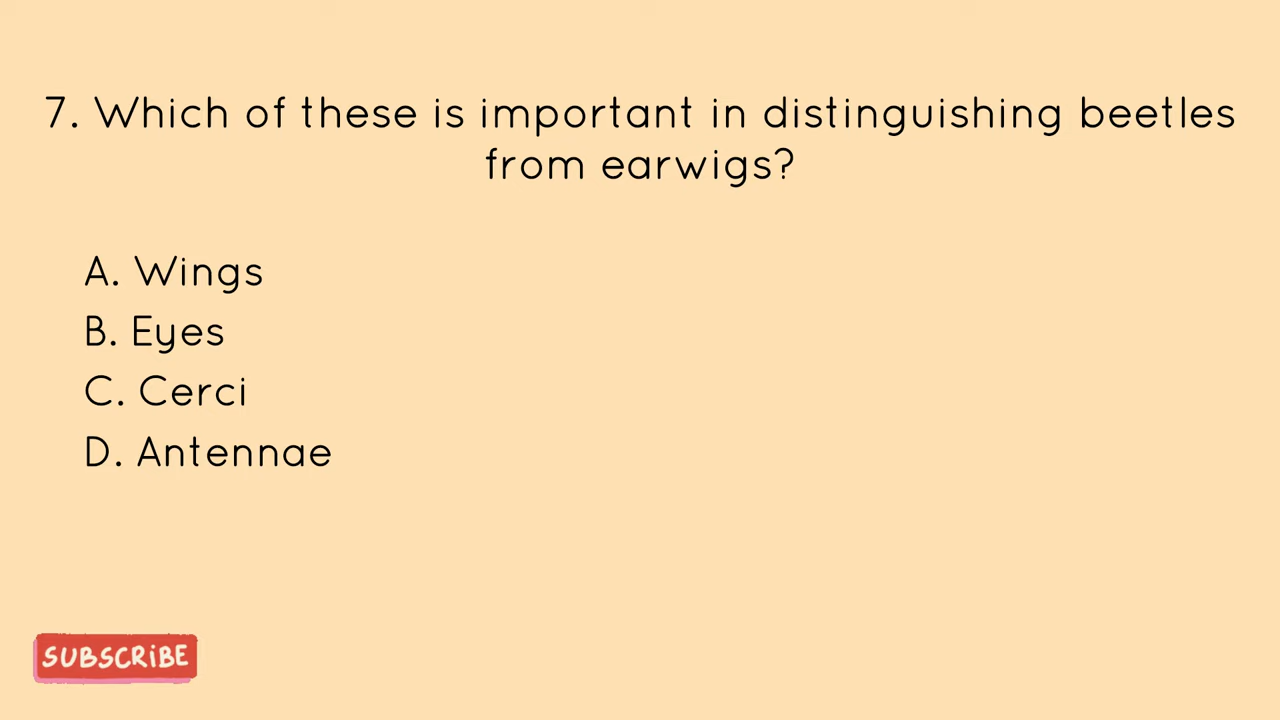 7. Which of these is important in distinguishing beetles
from earwigs?
A. Wings
B. Eyes
C. Cerci
D. Antennae
SUBSCRiBE